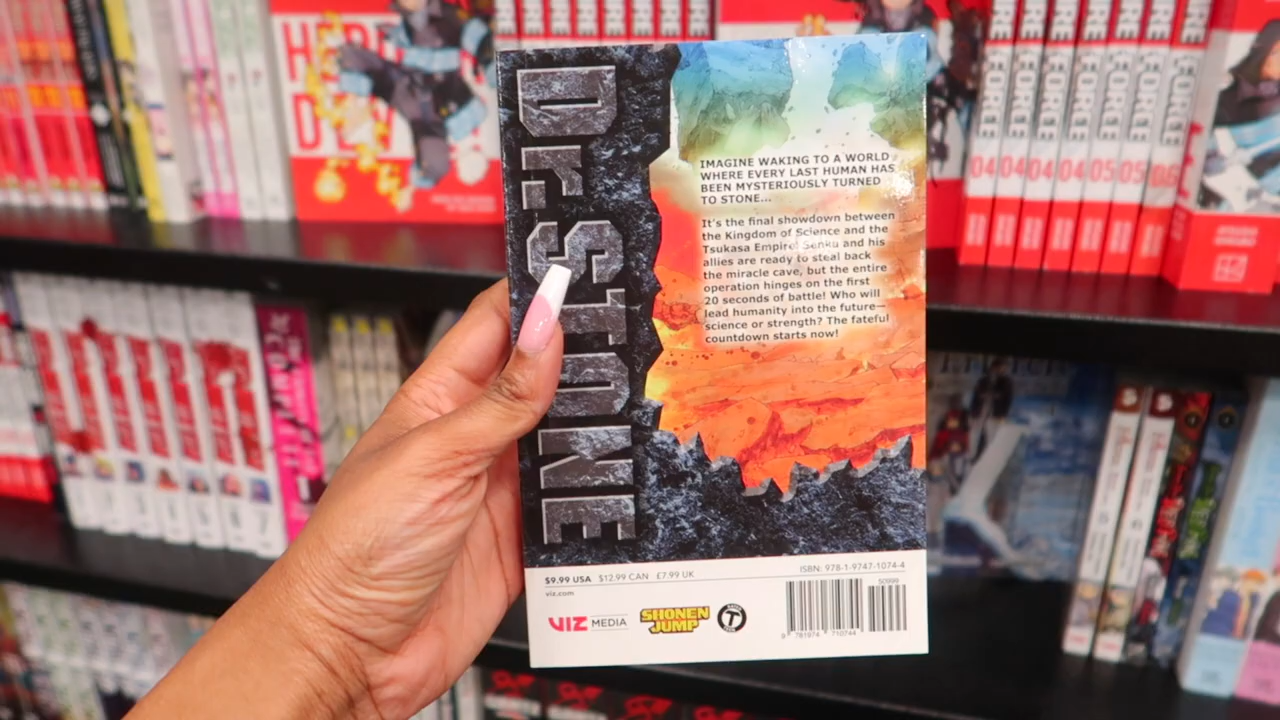 Dr.STONE
IMAGINE WAKING TO A WORLD
WHERE EVERY LAST HUMAN HAS
BEEN MYSTERIOUSLY TURNED
TO STONE...
It's the final showdown between
the Kingdom of Science and the
Tsukasa Empire! Senku and his
allies are ready to steal back
the miracle cave, but the entire
operation hinges on the first
20 seconds of battle! Who will
lead humanity into the future—
science or strength? The fateful
countdown starts now!
$9.99 USA $12.99 CAN £7.99 UK
ISBN: 978-1-9747-1074-4
viz.com
50999
VIZ MEDIA
SHONEN
JUMP
T
9 781974 710744
FORCE
04 04 04 04 05 05 06